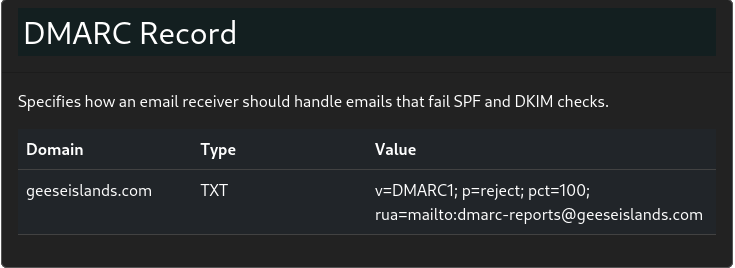 DMARC Record
Specifies how an email receiver should handle emails that fail SPF and DKIM checks.
Domain Type Value
geeseislands.com TXT v=DMARC1; p=reject; pct=100;
rua=mailto:dmarc-reports@geeseislands.com